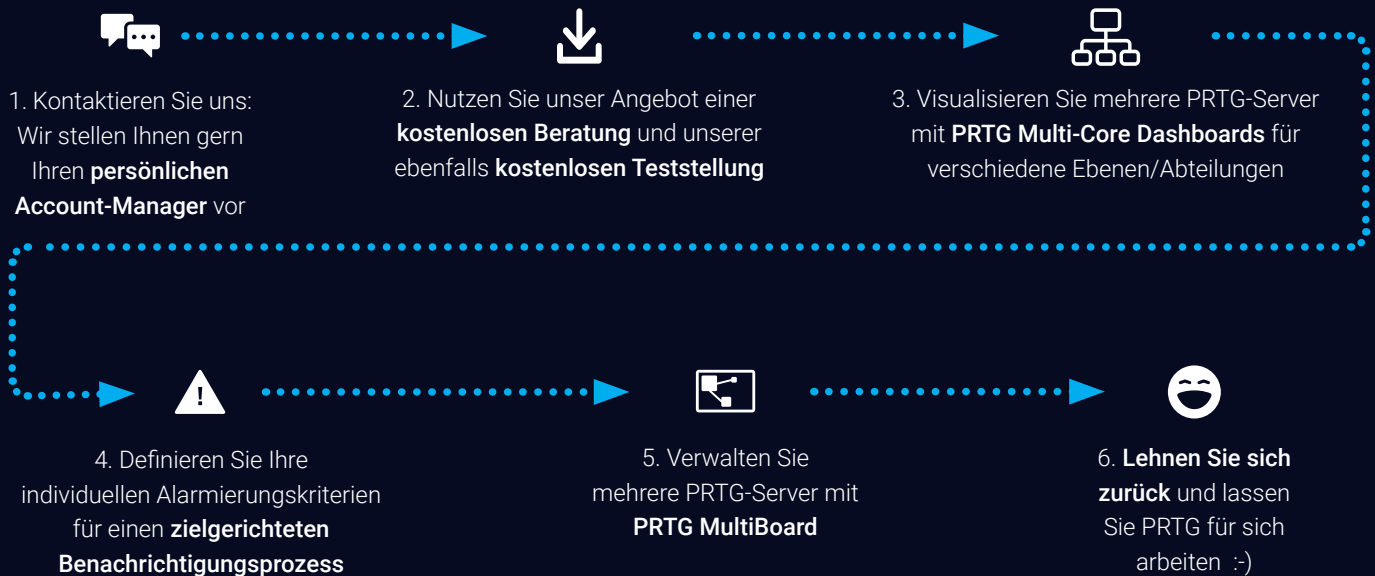 1. Kontaktieren Sie uns:
Wir stellen Ihnen gern
Ihren persönlichen
Account-Manager vor
2. Nutzen Sie unser Angebot einer
kostenlosen Beratung und unserer
ebenfalls kostenlosen Teststellung
3. Visualisieren Sie mehrere PRTG-Server
mit PRTG Multi-Core Dashboards für
verschiedene Ebenen/Abteilungen
4. Definieren Sie Ihre
individuellen Alarmierungskriterien
für einen zielgerichteten
Benachrichtigungsprozess
5. Verwalten Sie
mehrere PRTG-Server mit
PRTG MultiBoard
6. Lehnen Sie sich
zurück und lassen
Sie PRTG für sich
arbeiten :-)